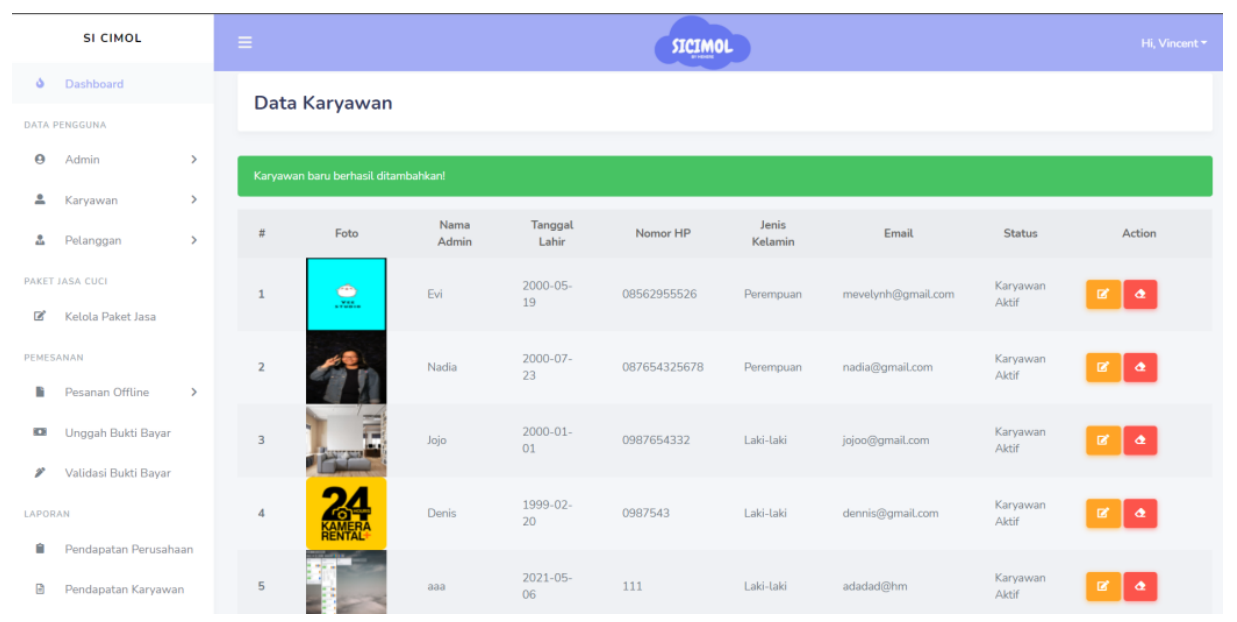 SI CIMOL
SICIMOL
Hi, Vincent
Dashboard
DATA PENGGUNA
Admin
Karyawan
Pelanggan
PAKET JASA CUCI
Kelola Paket Jasa
PEMESANAN
Pesanan Offline
Unggah Bukti Bayar
Validasi Bukti Bayar
LAPORAN
Pendapatan Perusahaan
Pendapatan Karyawan
Data Karyawan
Karyawan baru berhasil ditambahkan!
# Foto Nama Admin Tanggal Lahir Nomor HP Jenis Kelamin Email Status Action
1 Evi 2000-05-19 08562955526 Perempuan mevelynh@gmail.com Karyawan Aktif
2 Nadia 2000-07-23 087654325678 Perempuan nadia@gmail.com Karyawan Aktif
3 Jojo 2000-01-01 0987654332 Laki-laki jojoo@gmail.com Karyawan Aktif
4 24 KAMERA RENTAL Denis 1999-02-20 0987543 Laki-laki dennis@gmail.com Karyawan Aktif
5 aaa 2021-05-06 111 Laki-laki adadad@hm Karyawan Aktif